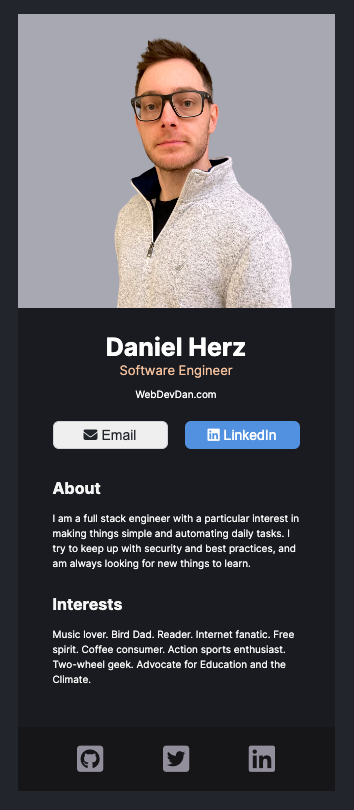 Daniel Herz
Software Engineer
WebDevDan.com
Email
LinkedIn
About
I am a full stack engineer with a particular interest in
making things simple and automating daily tasks. I
try to keep up with security and best practices, and
am always looking for new things to learn.
Interests
Music lover. Bird Dad. Reader. Internet fanatic. Free
spirit. Coffee consumer. Action sports enthusiast.
Two-wheel geek. Advocate for Education and the
Climate.